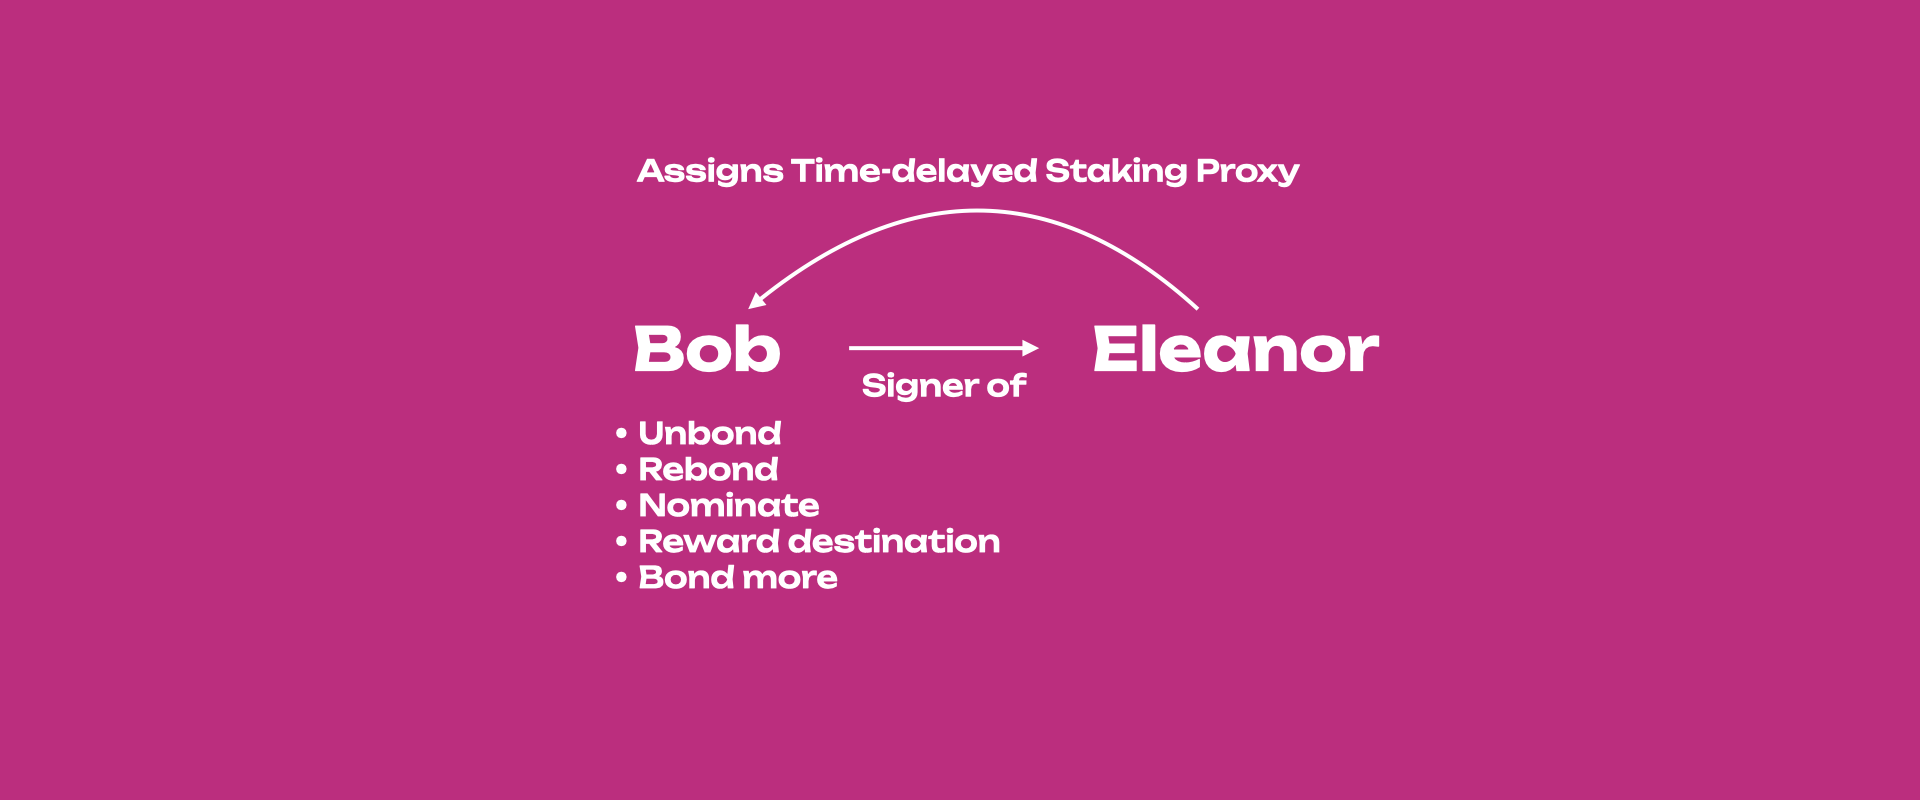 Assigns Time-delayed Staking Proxy
Bob
Eleanor
Signer of
• Unbond
• Rebond
• Nominate
• Reward destination
• Bond more